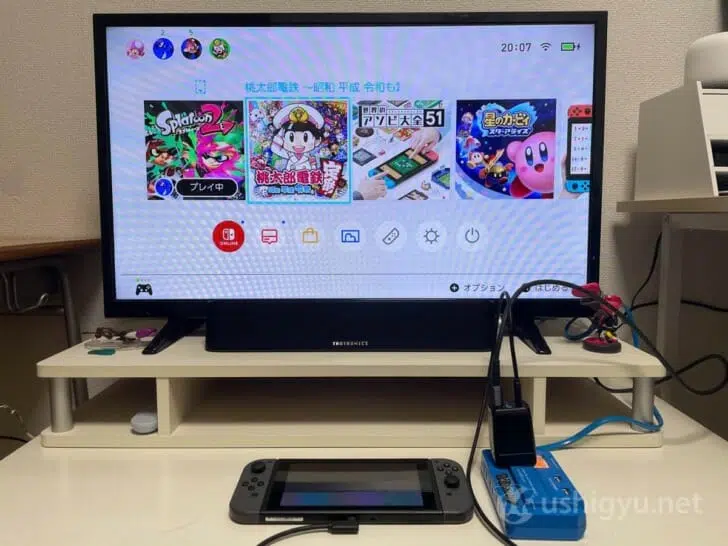 2
5
20:07
桃太郎電鉄 ～昭和 平成 令和も
Splatoon 2
プレイ中
桃太郎電鉄
世界の
アソビ大全 51
星のカービィ
スターアライズ
ONLINE
オプション
はじめる
TAOTRONICS
ushigyu.net